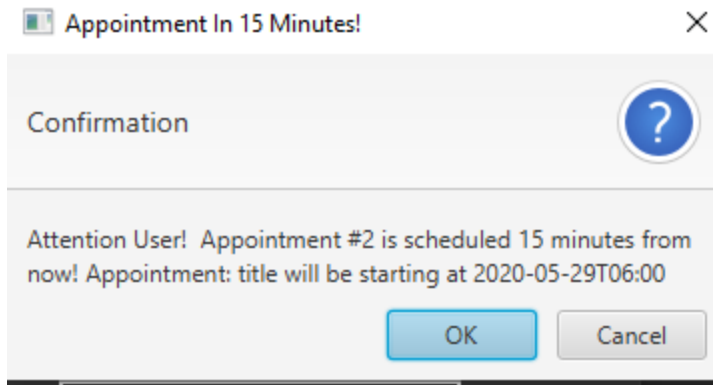 Appointment In 15 Minutes!
Confirmation
?
Attention User!  Appointment #2 is scheduled 15 minutes from
now! Appointment: title will be starting at 2020-05-29T06:00
OK
Cancel